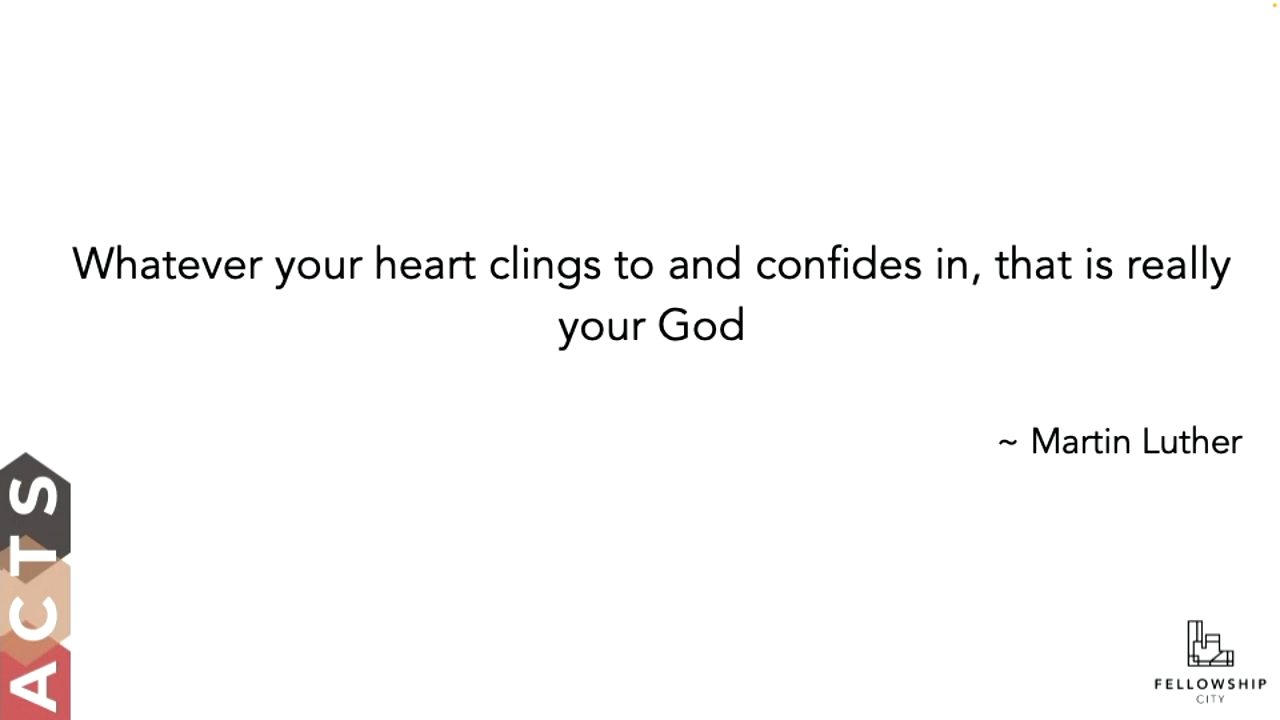 Whatever your heart clings to and confides in, that is really
your God
~ Martin Luther
ACTS
FELLOWSHIP
CITY